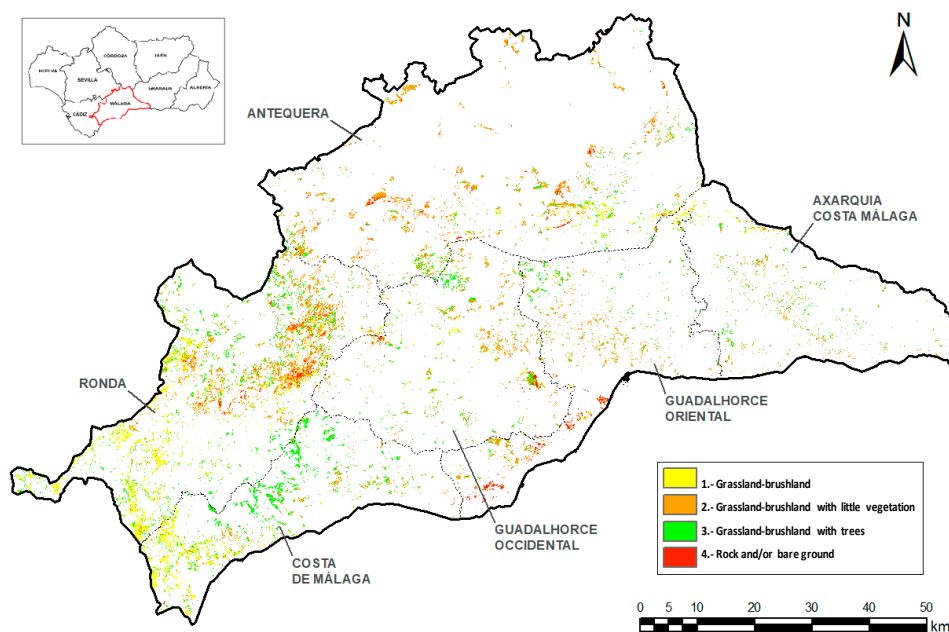 CÓRDOBA
JAÉN
HUELVA
SEVILLA
GRANADA
ALMERÍA
MÁLAGA
CÁDIZ
N
ANTEQUERA
AXARQUIA
COSTA MÁLAGA
RONDA
GUADALHORCE
ORIENTAL
GUADALHORCE
OCCIDENTAL
COSTA
DE MÁLAGA
1.- Grassland-brushland
2.- Grassland-brushland with little vegetation
3.- Grassland-brushland with trees
4.- Rock and/or bare ground
0 5 10 20 30 40 50
km